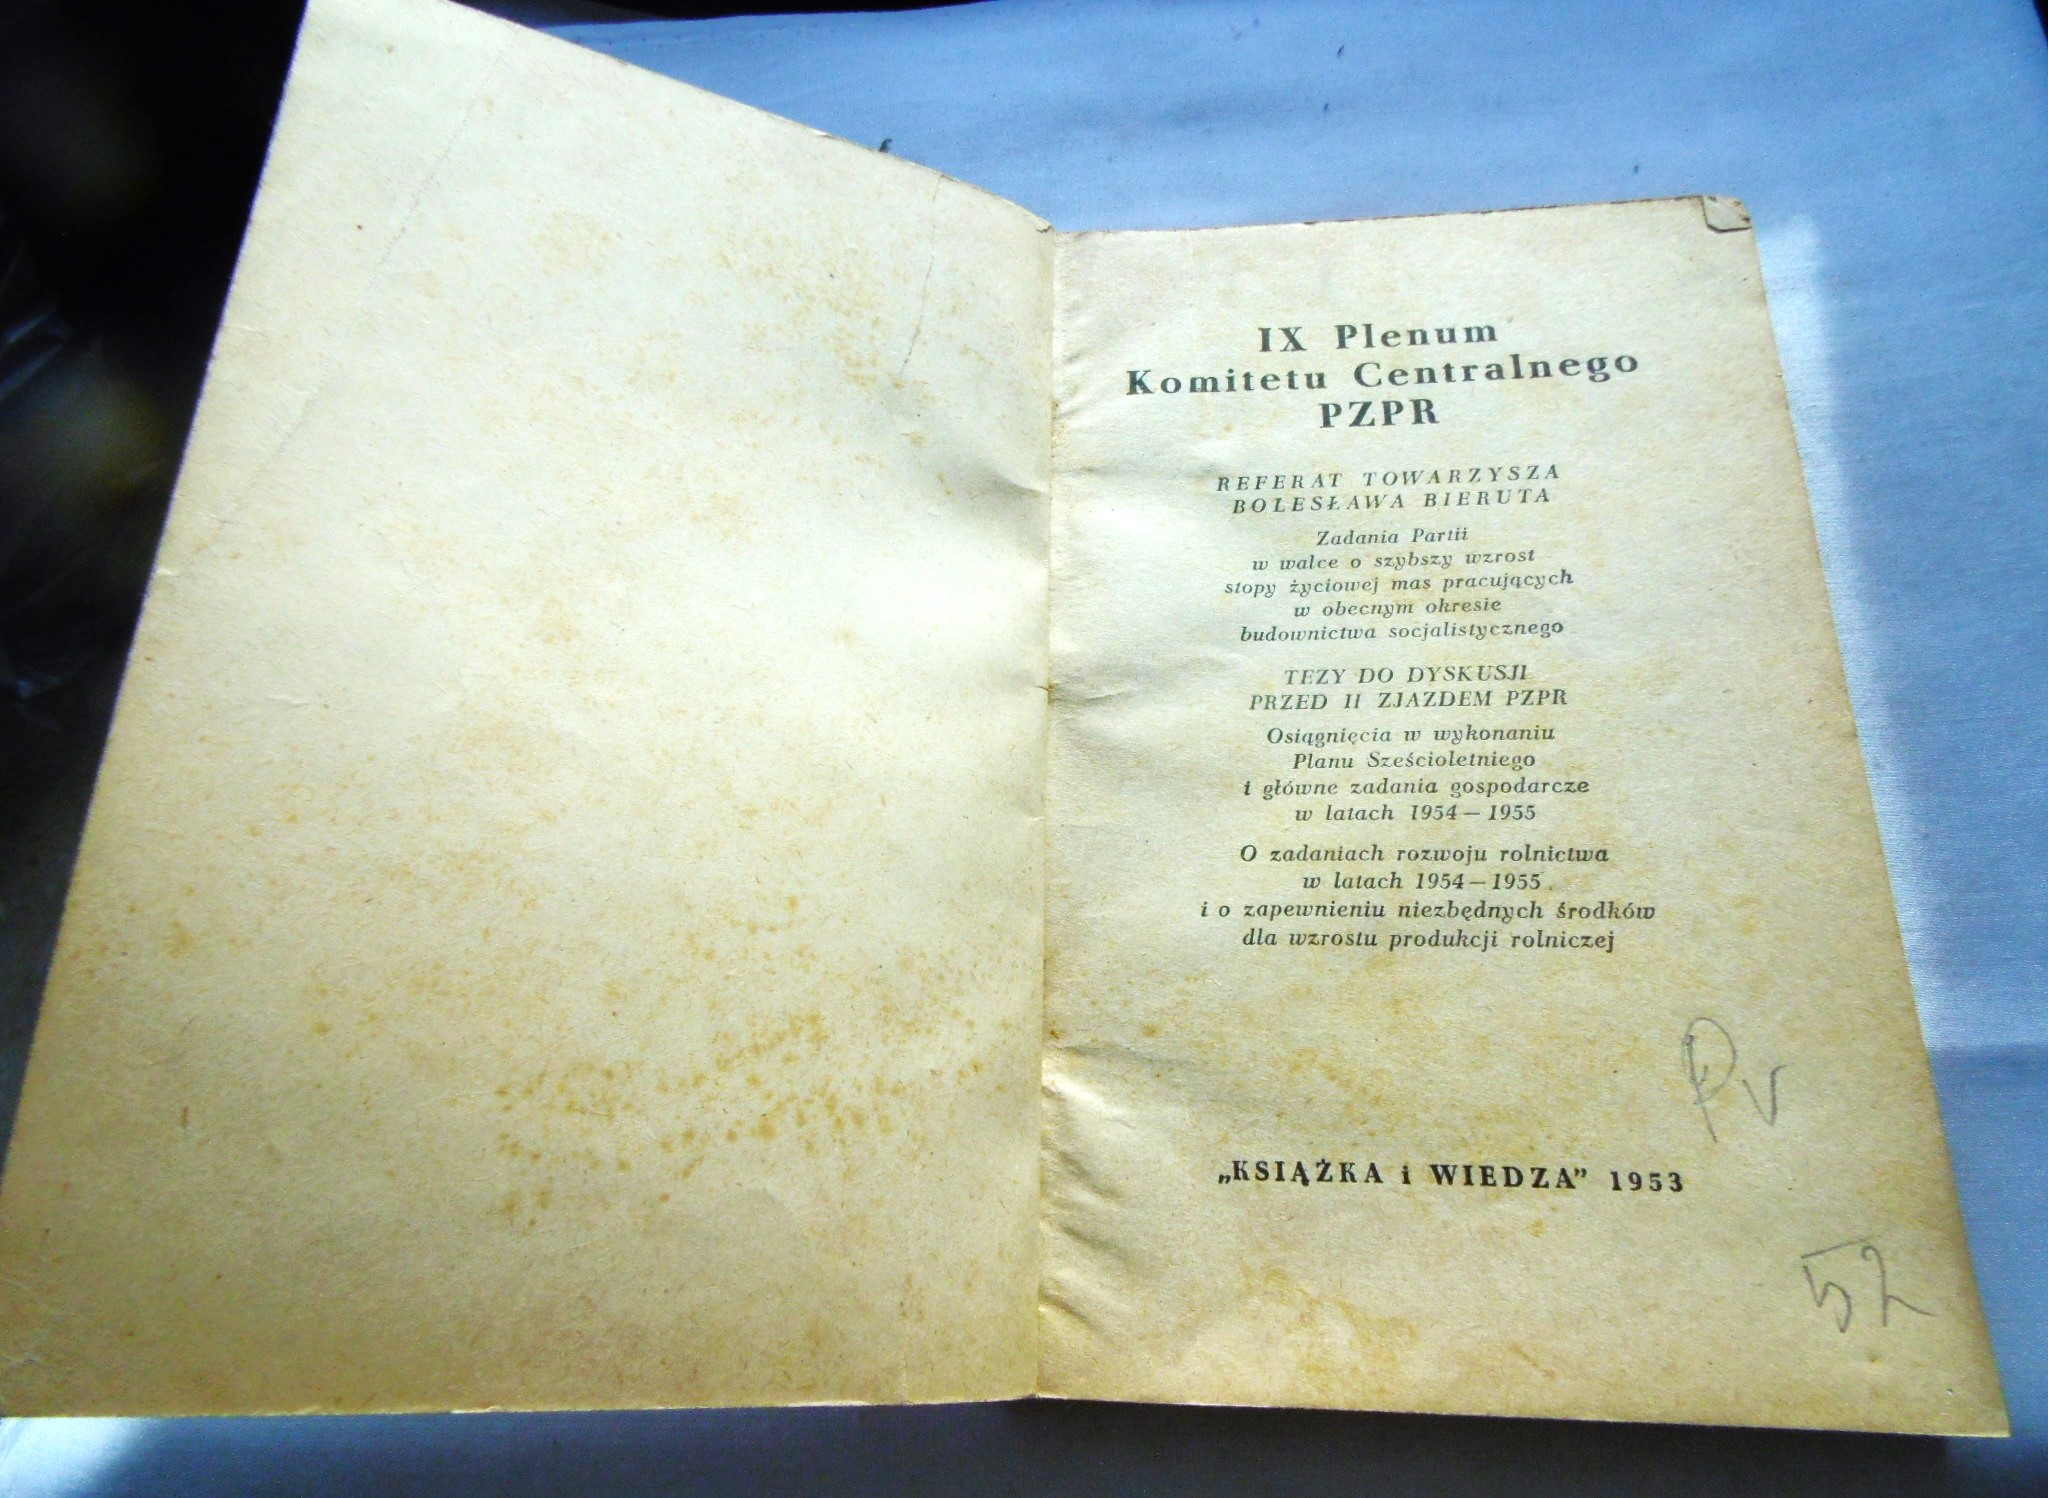 IX Plenum
Komitetu Centralnego
PZPR
REFERAT TOWARZYSZA
BOLESŁAWA BIERUTA
Zadania Partii
w walce o szybszy wzrost
stopy życiowej mas pracujących
w obecnym okresie
budownictwa socjalistycznego
TEZY DO DYSKUSJI
PRZED II ZJAZDEM PZPR
Osiągnięcia w wykonaniu
Planu Sześcioletniego
i główne zadania gospodarcze
w latach 1954 — 1955
O zadaniach rozwoju rolnictwa
w latach 1954 — 1955
i o zapewnieniu niezbędnych środków
dla wzrostu produkcji rolniczej
„KSIĄŻKA i WIEDZA” 1953
52